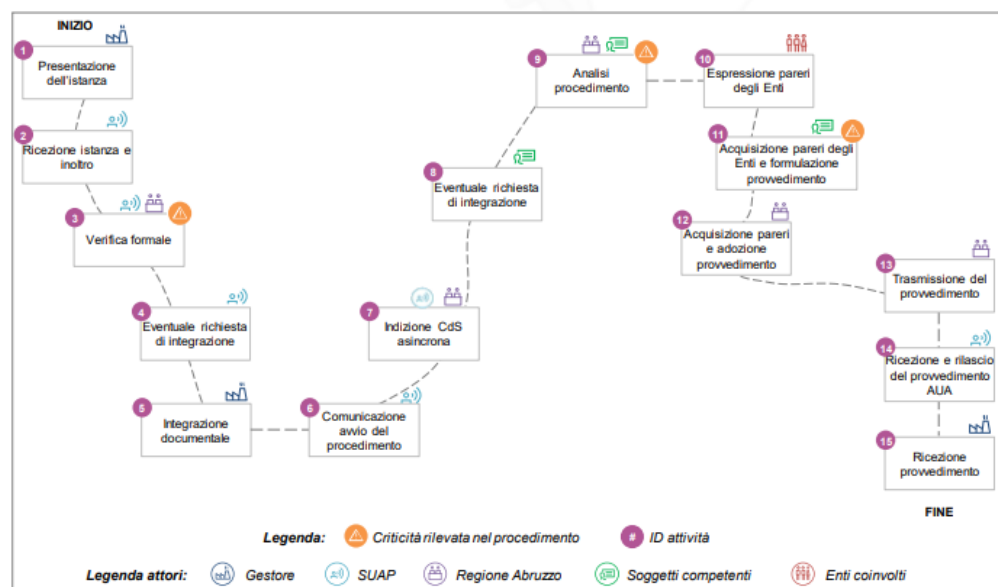 INIZIO
1
Presentazione
dell'istanza
2
Ricezione istanza e
inoltro
3
Verifica formale
4
Eventuale richiesta
di integrazione
5
Integrazione
documentale
6
Comunicazione
avvio del
procedimento
7
Indizione CdS
asincrona
8
Eventuale richiesta
di integrazione
9
Analisi
procedimento
10
Espressione pareri
degli Enti
11
Acquisizione pareri degli
Enti e formulazione
provvedimento
12
Acquisizione pareri
e adozione
provvedimento
13
Trasmissione del
provvedimento
14
Ricezione e rilascio
del provvedimento
AUA
15
Ricezione
provvedimento
FINE
Legenda: Criticità rilevata nel procedimento # ID attività
Legenda attori: Gestore SUAP Regione Abruzzo Soggetti competenti Enti coinvolti